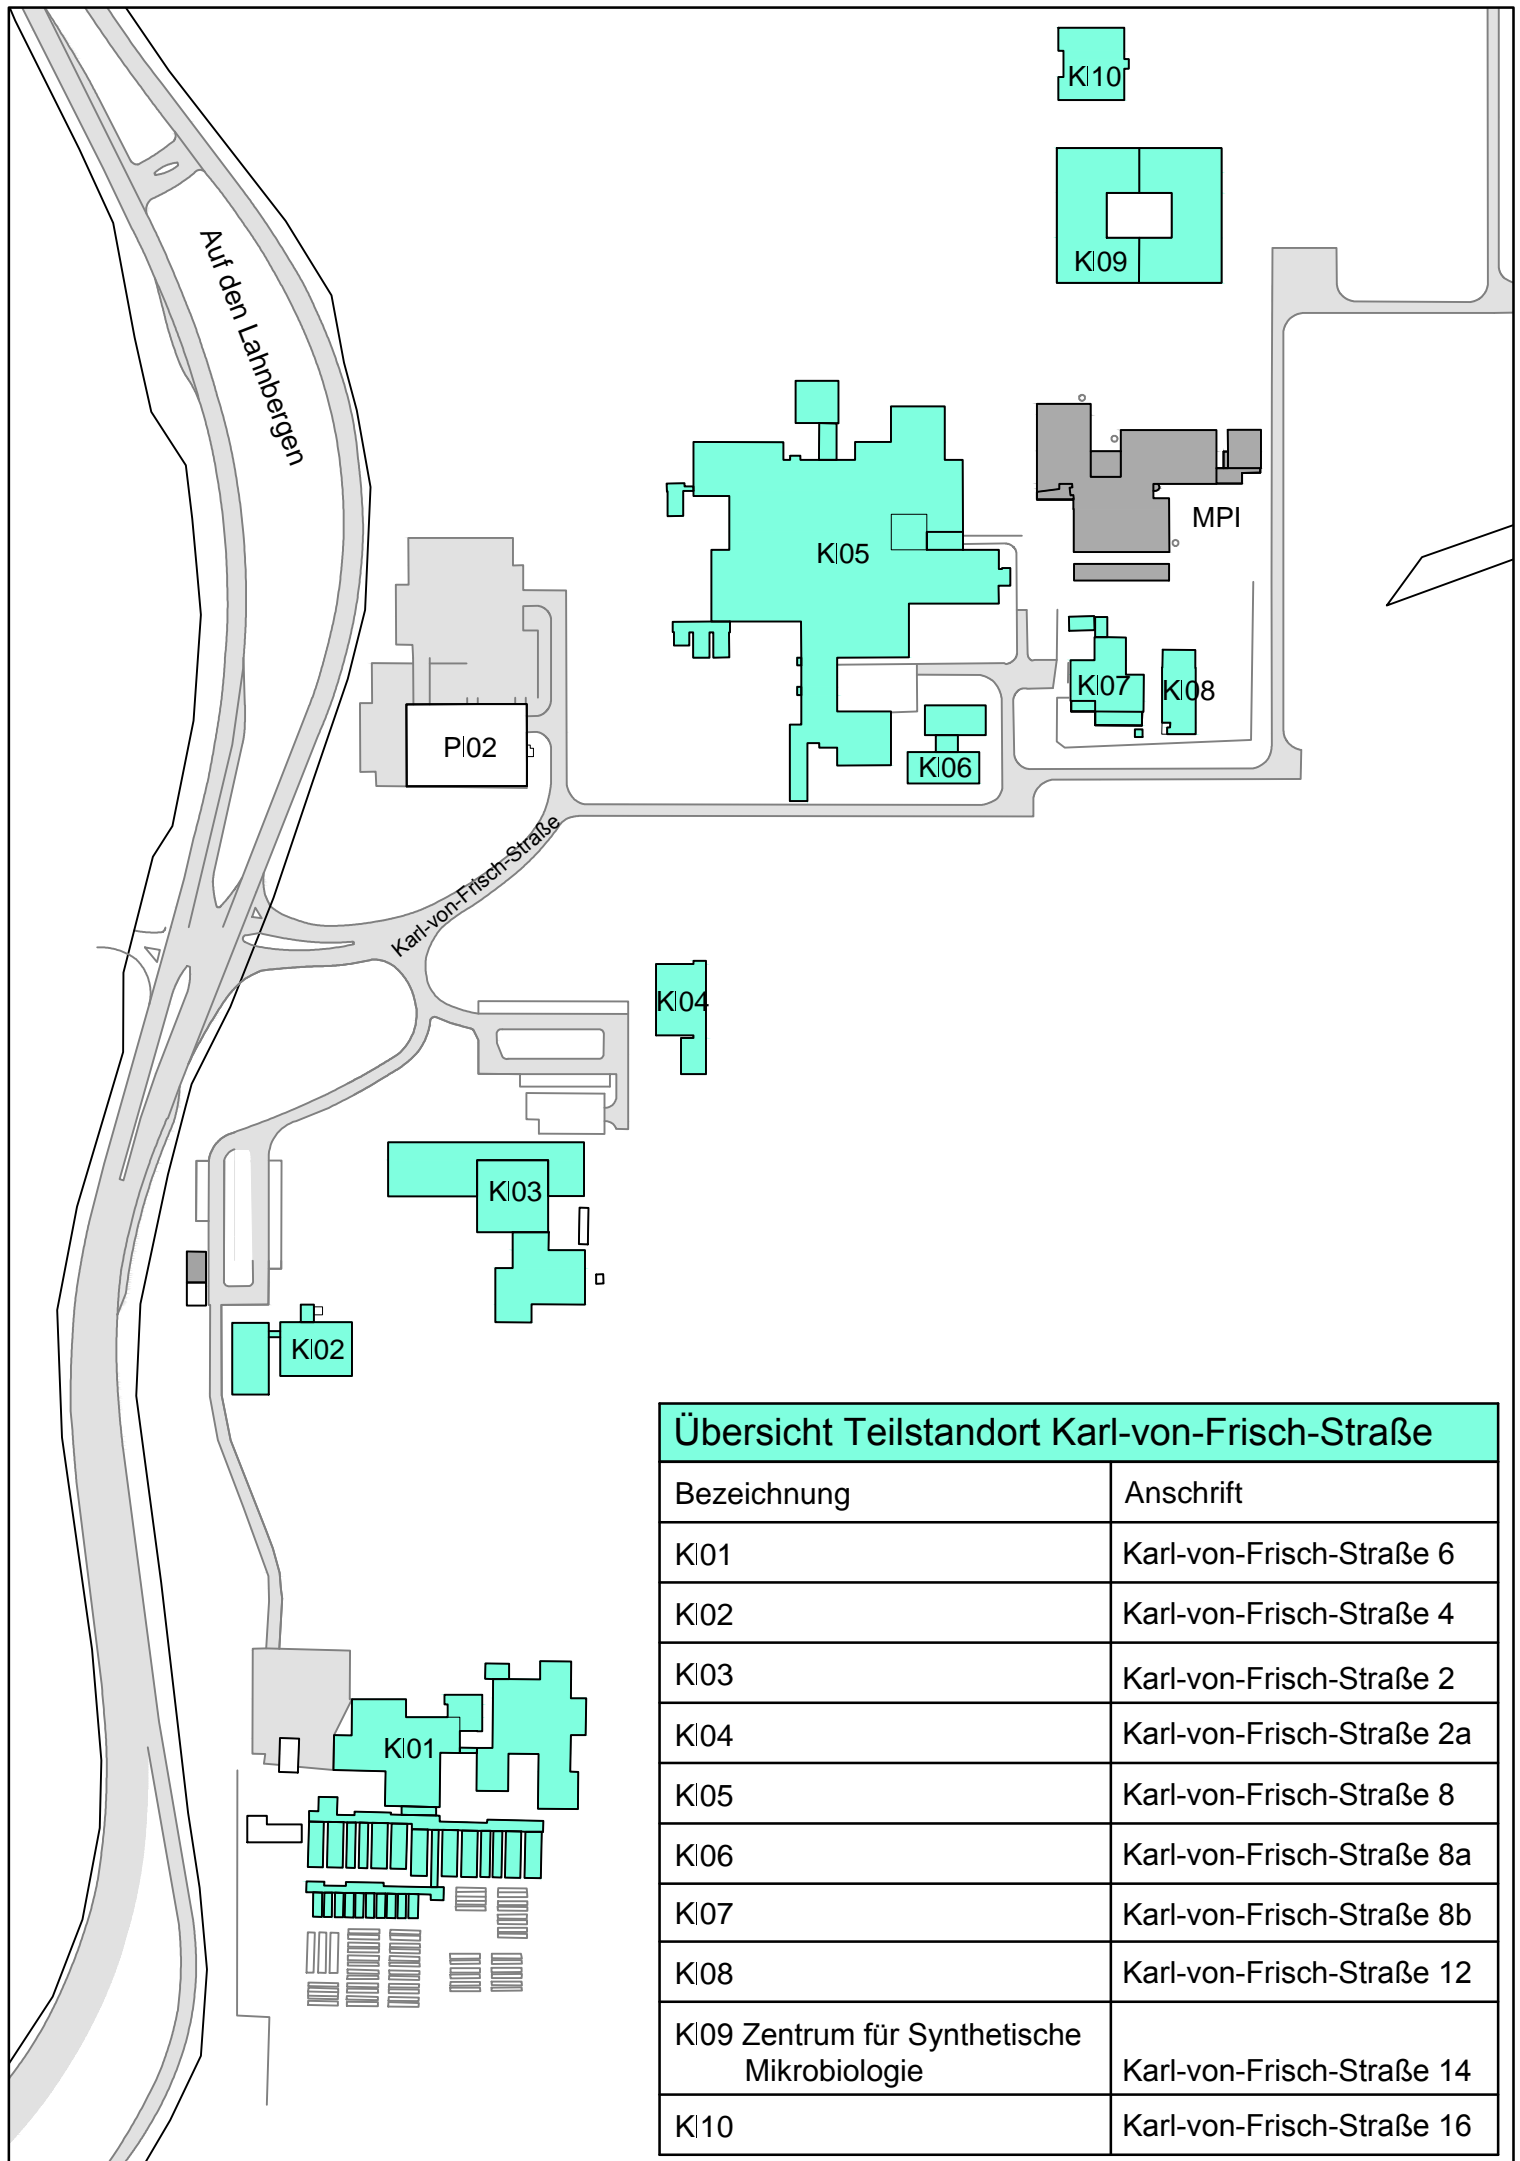 K|10
K|09
Auf den Lahnbergen
MPI
K|05
K|07
K|08
P|02
K|06
Karl-von-Frisch-Straße
K|04
K|03
K|02
K|01
Übersicht Teilstandort Karl-von-Frisch-Straße
Bezeichnung Anschrift
K|01 Karl-von-Frisch-Straße 6
K|02 Karl-von-Frisch-Straße 4
K|03 Karl-von-Frisch-Straße 2
K|04 Karl-von-Frisch-Straße 2a
K|05 Karl-von-Frisch-Straße 8
K|06 Karl-von-Frisch-Straße 8a
K|07 Karl-von-Frisch-Straße 8b
K|08 Karl-von-Frisch-Straße 12
K|09 Zentrum für Synthetische
Mikrobiologie Karl-von-Frisch-Straße 14
K|10 Karl-von-Frisch-Straße 16